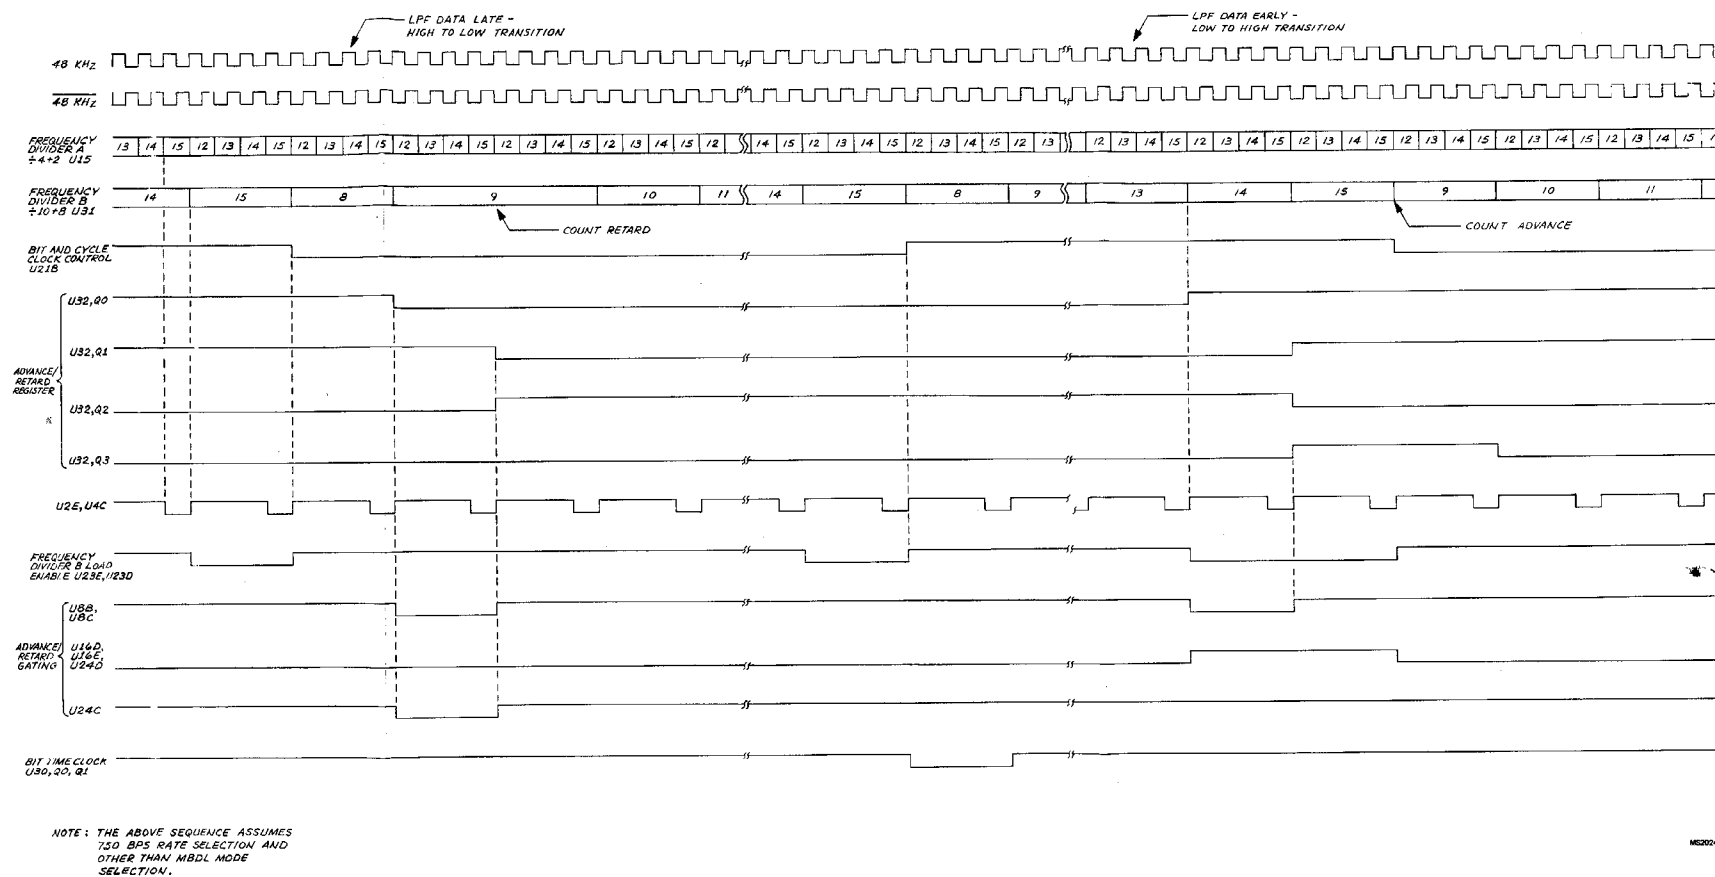 LPF DATA LATE -
HIGH TO LOW TRANSITION
LPF DATA EARLY -
LOW TO HIGH TRANSITION
48 KHZ
48 KHZ
FREQUENCY
DIVIDER A
÷4+2 U15
13 14 15 12 13 14 15 12 13 14 15 12 13 14 15 12 13 14 15 12 13 14 15 12 14 15 12 13 14 15 12 13 14 15 12 13 12 13 14 15 12 13 14 15 12 13 14 15 12 13 14 15 12 13 14 15 12 13 14 15
FREQUENCY
DIVIDER B
÷10+8 U31
14 15 8 9 10 11 14 15 8 9 13 14 15 9 10 11
COUNT RETARD
COUNT ADVANCE
BIT AND CYCLE
CLOCK CONTROL
U21B
U32,Q0
U32,Q1
ADVANCE/
RETARD
REGISTER
U32,Q2
U32,Q3
U2E,U4C
FREQUENCY
DIVIDER B LOAD
ENABLE U23E,U23D
U8B,
U8C
ADVANCE/
RETARD
GATING
U16D,
U16E,
U24D
U24C
BIT TIME CLOCK
U30,Q0,Q1
NOTE: THE ABOVE SEQUENCE ASSUMES
750 BPS RATE SELECTION AND
OTHER THAN MBDL MODE
SELECTION.
MS2024